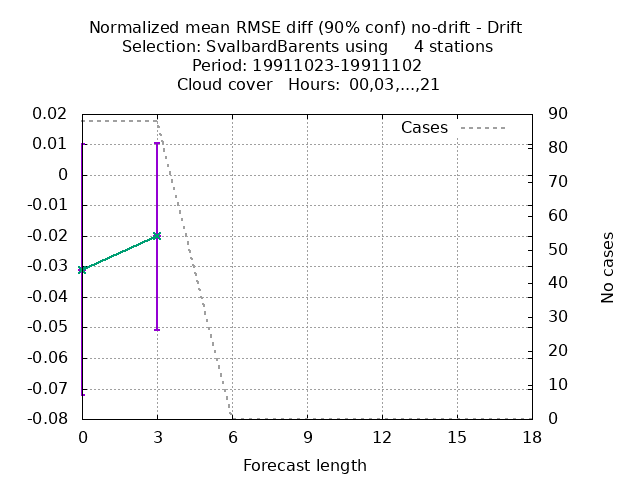 Normalized mean RMSE diff (90% conf) no-drift - Drift
Selection: SvalbardBarents using     4 stations
Period: 19911023-19911102
Cloud cover   Hours: 00,03,...,21
Cases
0.02
0.01
0
-0.01
-0.02
-0.03
-0.04
-0.05
-0.06
-0.07
-0.08
90
80
70
60
50
40
30
20
10
0
No cases
0 3 6 9 12 15 18
Forecast length